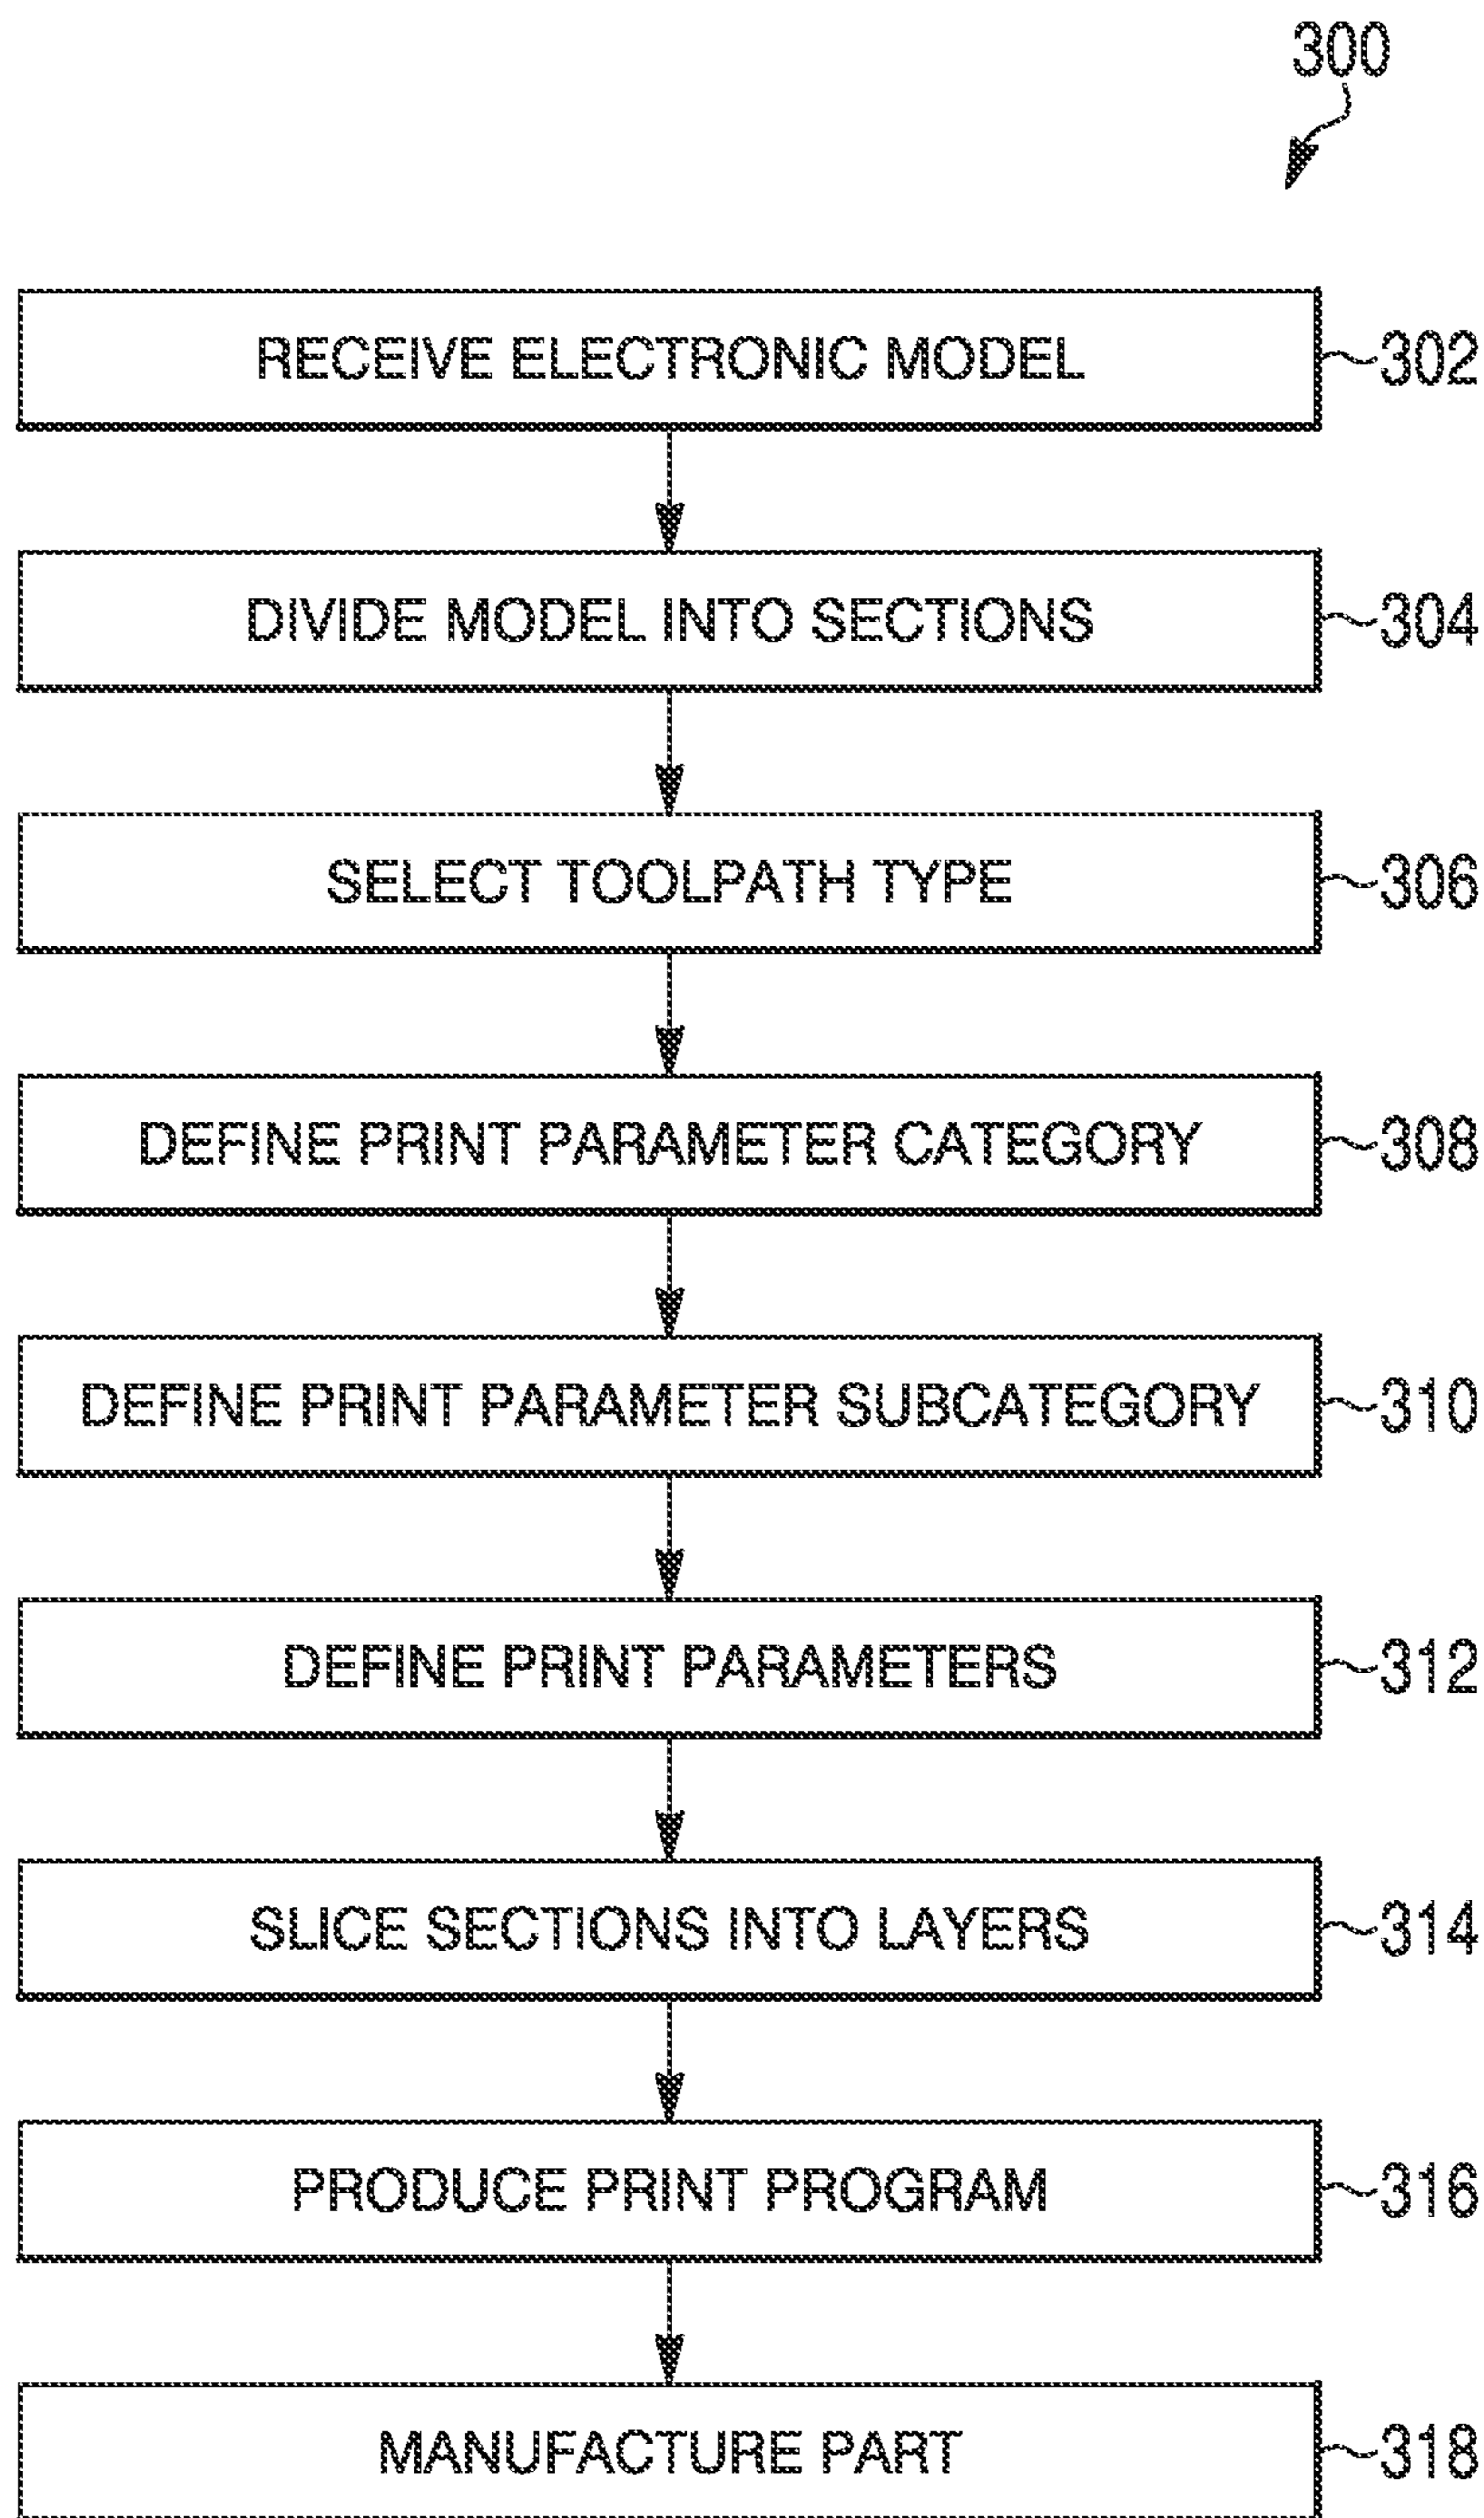 300
RECEIVE ELECTRONIC MODEL 302
DIVIDE MODEL INTO SECTIONS 304
SELECT TOOLPATH TYPE 306
DEFINE PRINT PARAMETER CATEGORY 308
DEFINE PRINT PARAMETER SUBCATEGORY 310
DEFINE PRINT PARAMETERS 312
SLICE SECTIONS INTO LAYERS 314
PRODUCE PRINT PROGRAM 316
MANUFACTURE PART 318